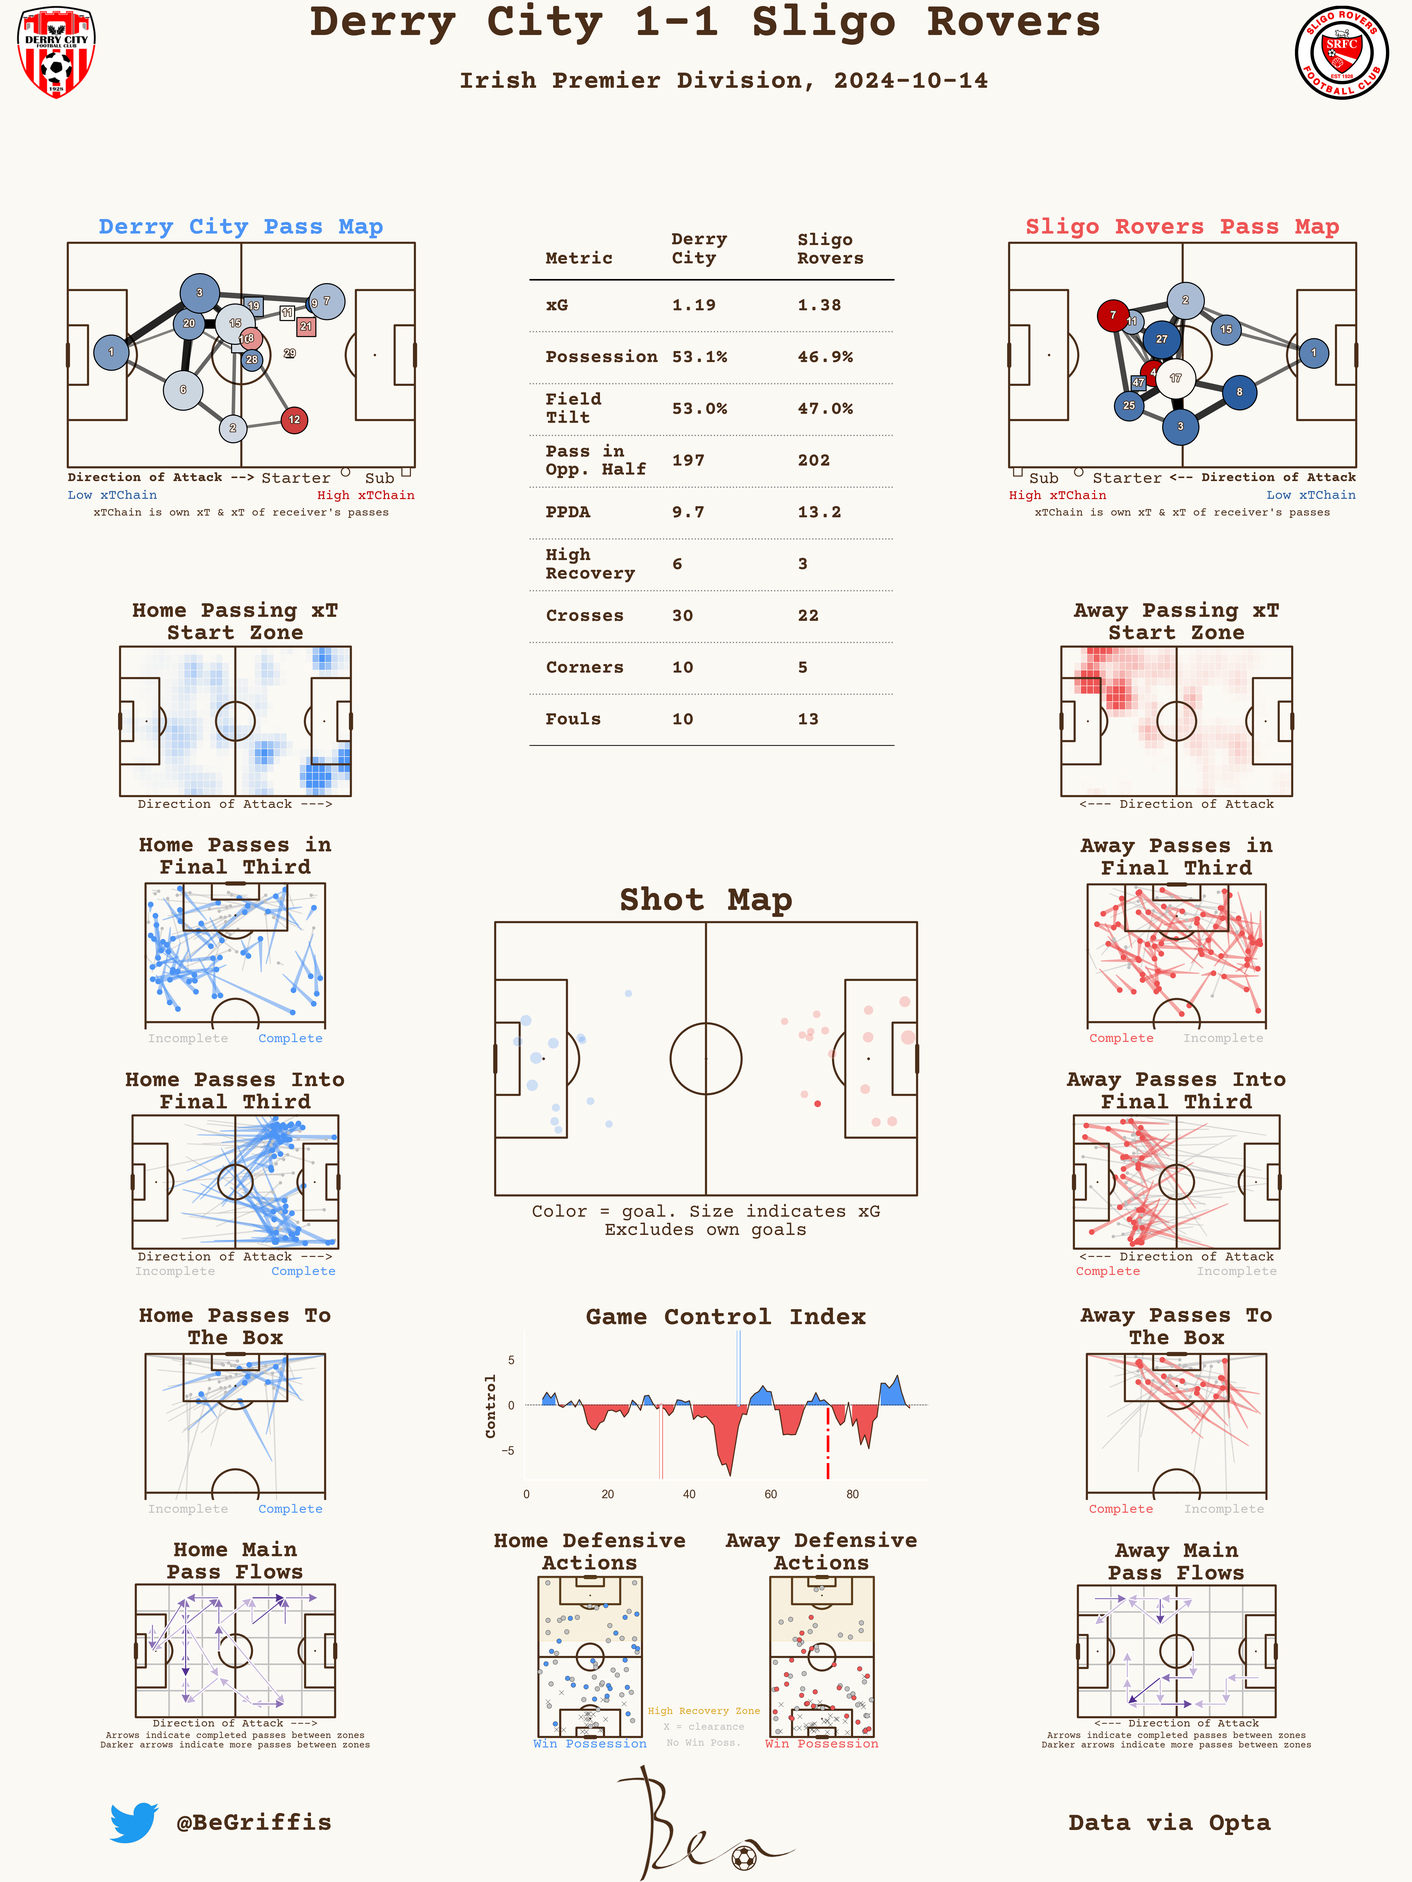 Derry City 1-1 Sligo Rovers
Irish Premier Division, 2024-10-14
DERRY CITY
FOOTBALL CLUB
1928
SLIGO ROVERS
SRFC
EST 1928
FOOTBALL CLUB
Derry City Pass Map
3
9
7
19
11
20
15
21
8
1
28
29
6
2
12
Direction of Attack --> Starter Sub
Low xTChain High xTChain
xTChain is own xT & xT of receiver's passes
Metric Derry City Sligo Rovers
xG 1.19 1.38
Possession 53.1% 46.9%
Field Tilt 53.0% 47.0%
Pass in Opp. Half 197 202
PPDA 9.7 13.2
High Recovery 6 3
Crosses 30 22
Corners 10 5
Fouls 10 13
Sligo Rovers Pass Map
2
7
11
15
27
1
4
17
47
8
25
3
Sub Starter <-- Direction of Attack
High xTChain Low xTChain
xTChain is own xT & xT of receiver's passes
Home Passing xT
Start Zone
Direction of Attack --->
Away Passing xT
Start Zone
<--- Direction of Attack
Home Passes in
Final Third
Incomplete Complete
Away Passes in
Final Third
Complete Incomplete
Shot Map
Color = goal. Size indicates xG
Excludes own goals
Home Passes Into
Final Third
Direction of Attack --->
Incomplete Complete
Away Passes Into
Final Third
<--- Direction of Attack
Complete Incomplete
Home Passes To
The Box
Incomplete Complete
Game Control Index
Control
5
0
−5
0 20 40 60 80
Away Passes To
The Box
Complete Incomplete
Home Main
Pass Flows
Direction of Attack --->
Arrows indicate completed passes between zones
Darker arrows indicate more passes between zones
Home Defensive
Actions
Win Possession
High Recovery Zone
X = clearance
No Win Poss.
Away Defensive
Actions
Win Possession
Away Main
Pass Flows
<--- Direction of Attack
Arrows indicate completed passes between zones
Darker arrows indicate more passes between zones
@BeGriffis
Ben
Data via Opta